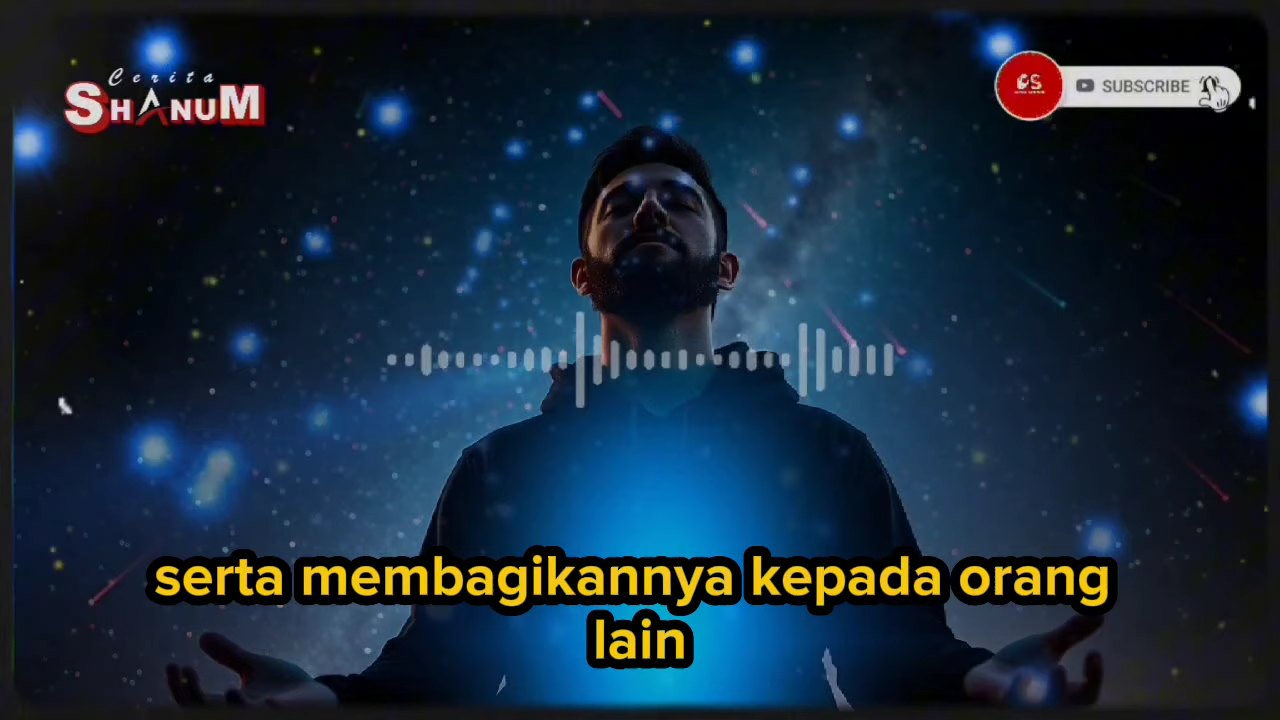 Cerita
SHANUM
SUBSCRIBE
serta membagikannya kepada orang
lain